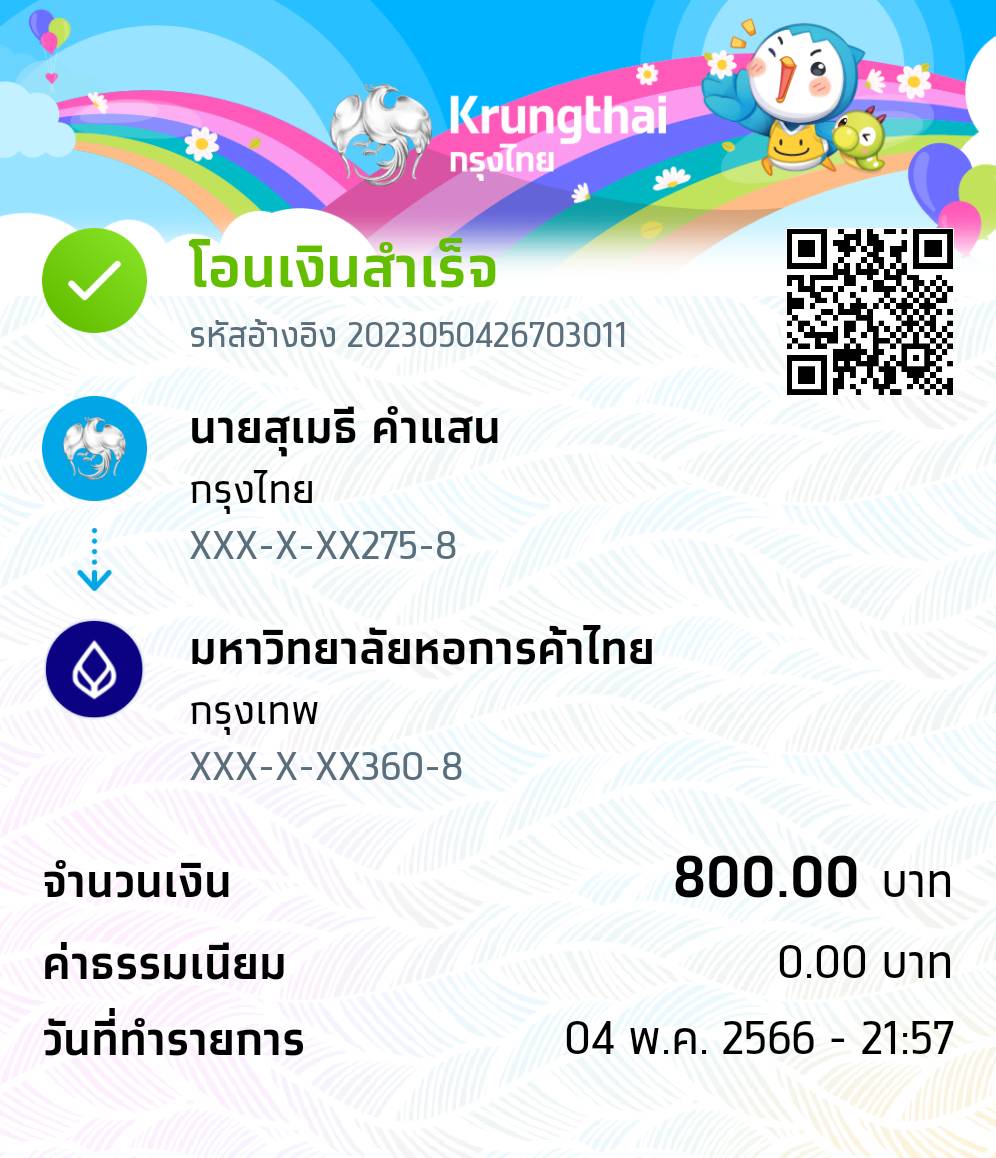 Krungthai
กรุงไทย
โอนเงินสำเร็จ
รหัสอ้างอิง 2023050426703011
นายสุเมธี คำแสน
กรุงไทย
XXX-X-XX275-8
มหาวิทยาลัยหอการค้าไทย
กรุงเทพ
XXX-X-XX360-8
จำนวนเงิน 800.00 บาท
ค่าธรรมเนียม 0.00 บาท
วันที่ทำรายการ 04 พ.ค. 2566 - 21:57